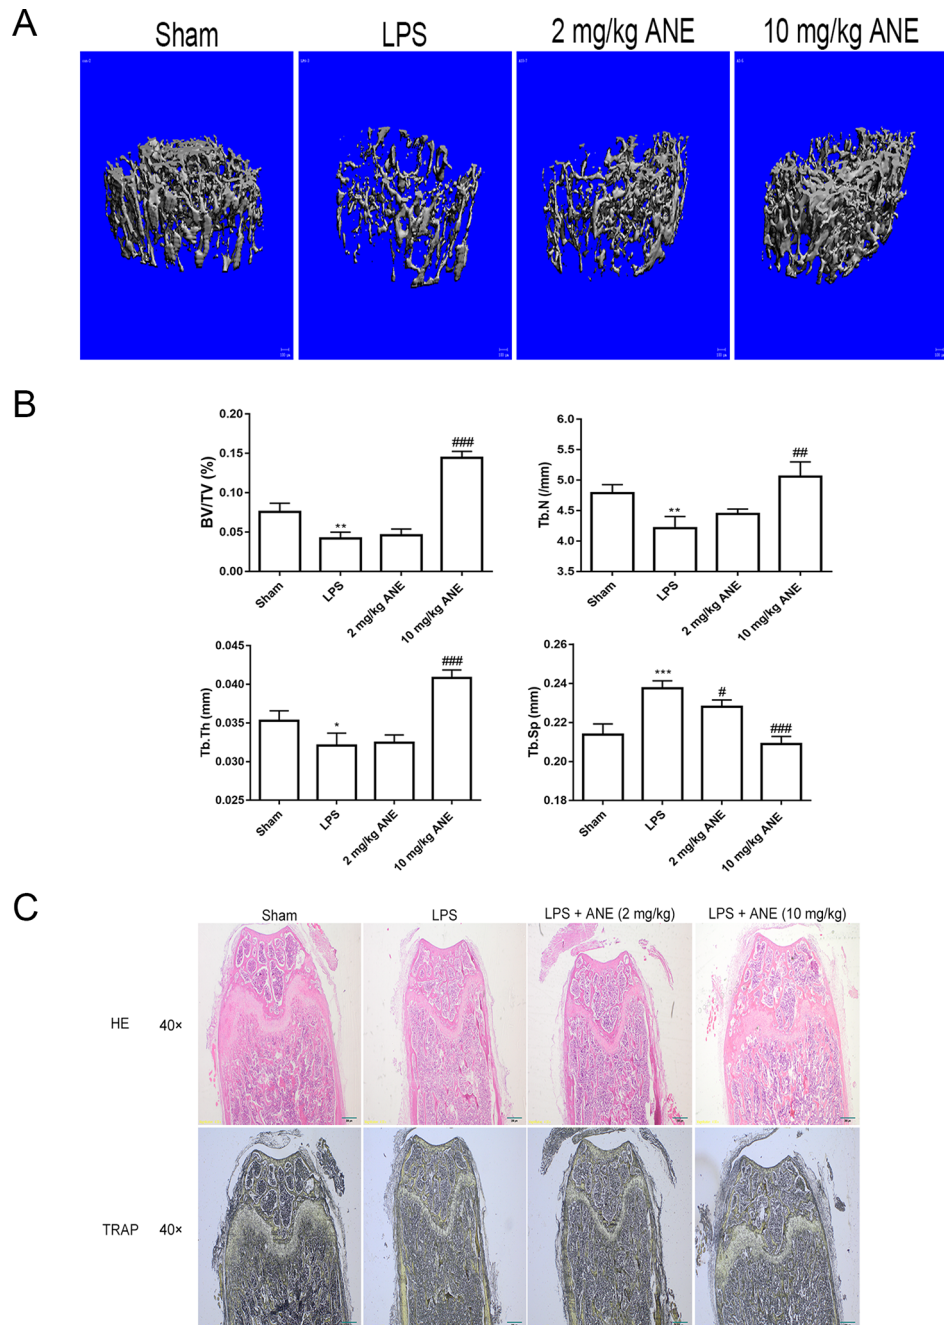 A
Sham LPS 2 mg/kg ANE 10 mg/kg ANE
B
BV/TV (%)
0.20
0.15
0.10
0.05
0.00
** ###
Sham LPS 2 mg/kg ANE 10 mg/kg ANE
Tb.N (/mm)
6.0
5.5
5.0
4.5
4.0
3.5
** ##
Sham LPS 2 mg/kg ANE 10 mg/kg ANE
Tb.Th (mm)
0.045
0.040
0.035
0.030
0.025
* ###
Sham LPS 2 mg/kg ANE 10 mg/kg ANE
Tb.Sp (mm)
0.26
0.24
0.22
0.20
0.18
*** # ###
Sham LPS 2 mg/kg ANE 10 mg/kg ANE
C
Sham LPS LPS + ANE (2 mg/kg) LPS + ANE (10 mg/kg)
HE 40×
TRAP 40×